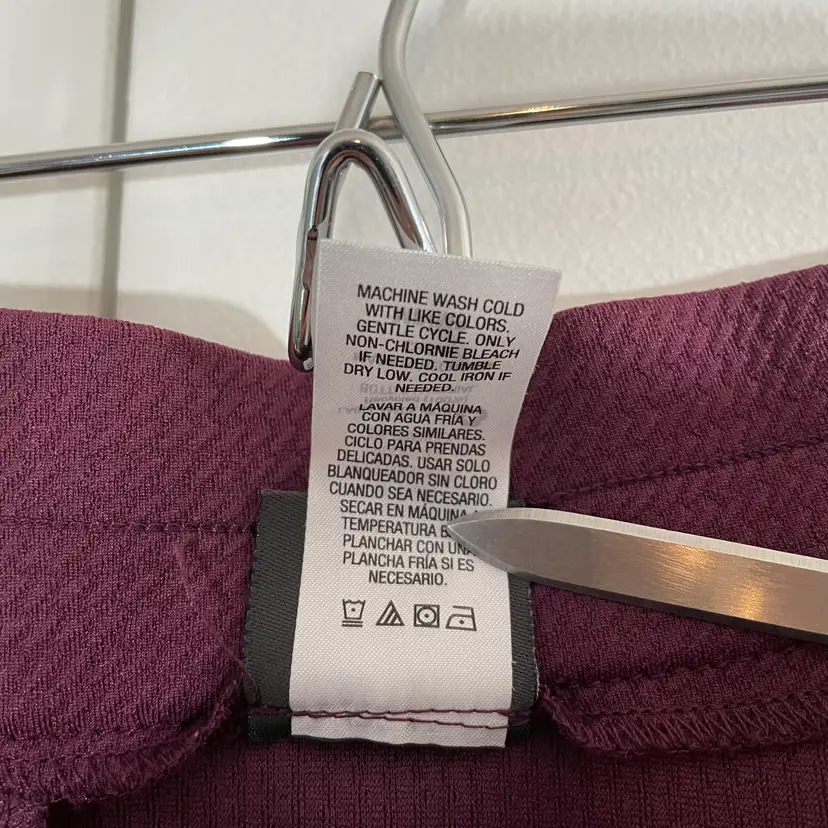 MACHINE WASH COLD
WITH LIKE COLORS.
GENTLE CYCLE. ONLY
NON-CHLORNIE BLEACH
IF NEEDED. TUMBLE
DRY LOW. COOL IRON IF
NEEDED.
LAVAR A MÁQUINA
CON AGUA FRÍA Y
COLORES SIMILARES.
CICLO PARA PRENDAS
DELICADAS. USAR SOLO
BLANQUEADOR SIN CLORO
CUANDO SEA NECESARIO.
SECAR EN MÁQUINA
TEMPERATURA
PLANCHAR CON UNA
PLANCHA FRÍA SI ES
NECESARIO.